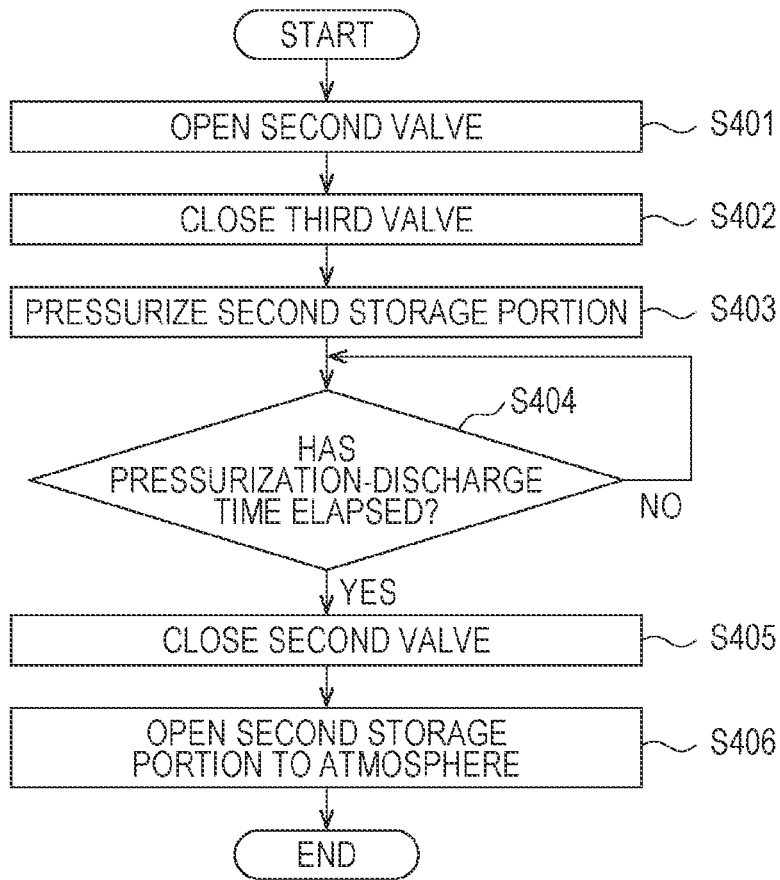 START
OPEN SECOND VALVE
S401
CLOSE THIRD VALVE
S402
PRESSURIZE SECOND STORAGE PORTION
S403
S404
HAS
PRESSURIZATION-DISCHARGE
TIME ELAPSED?
NO
YES
CLOSE SECOND VALVE
S405
OPEN SECOND STORAGE
PORTION TO ATMOSPHERE
S406
END